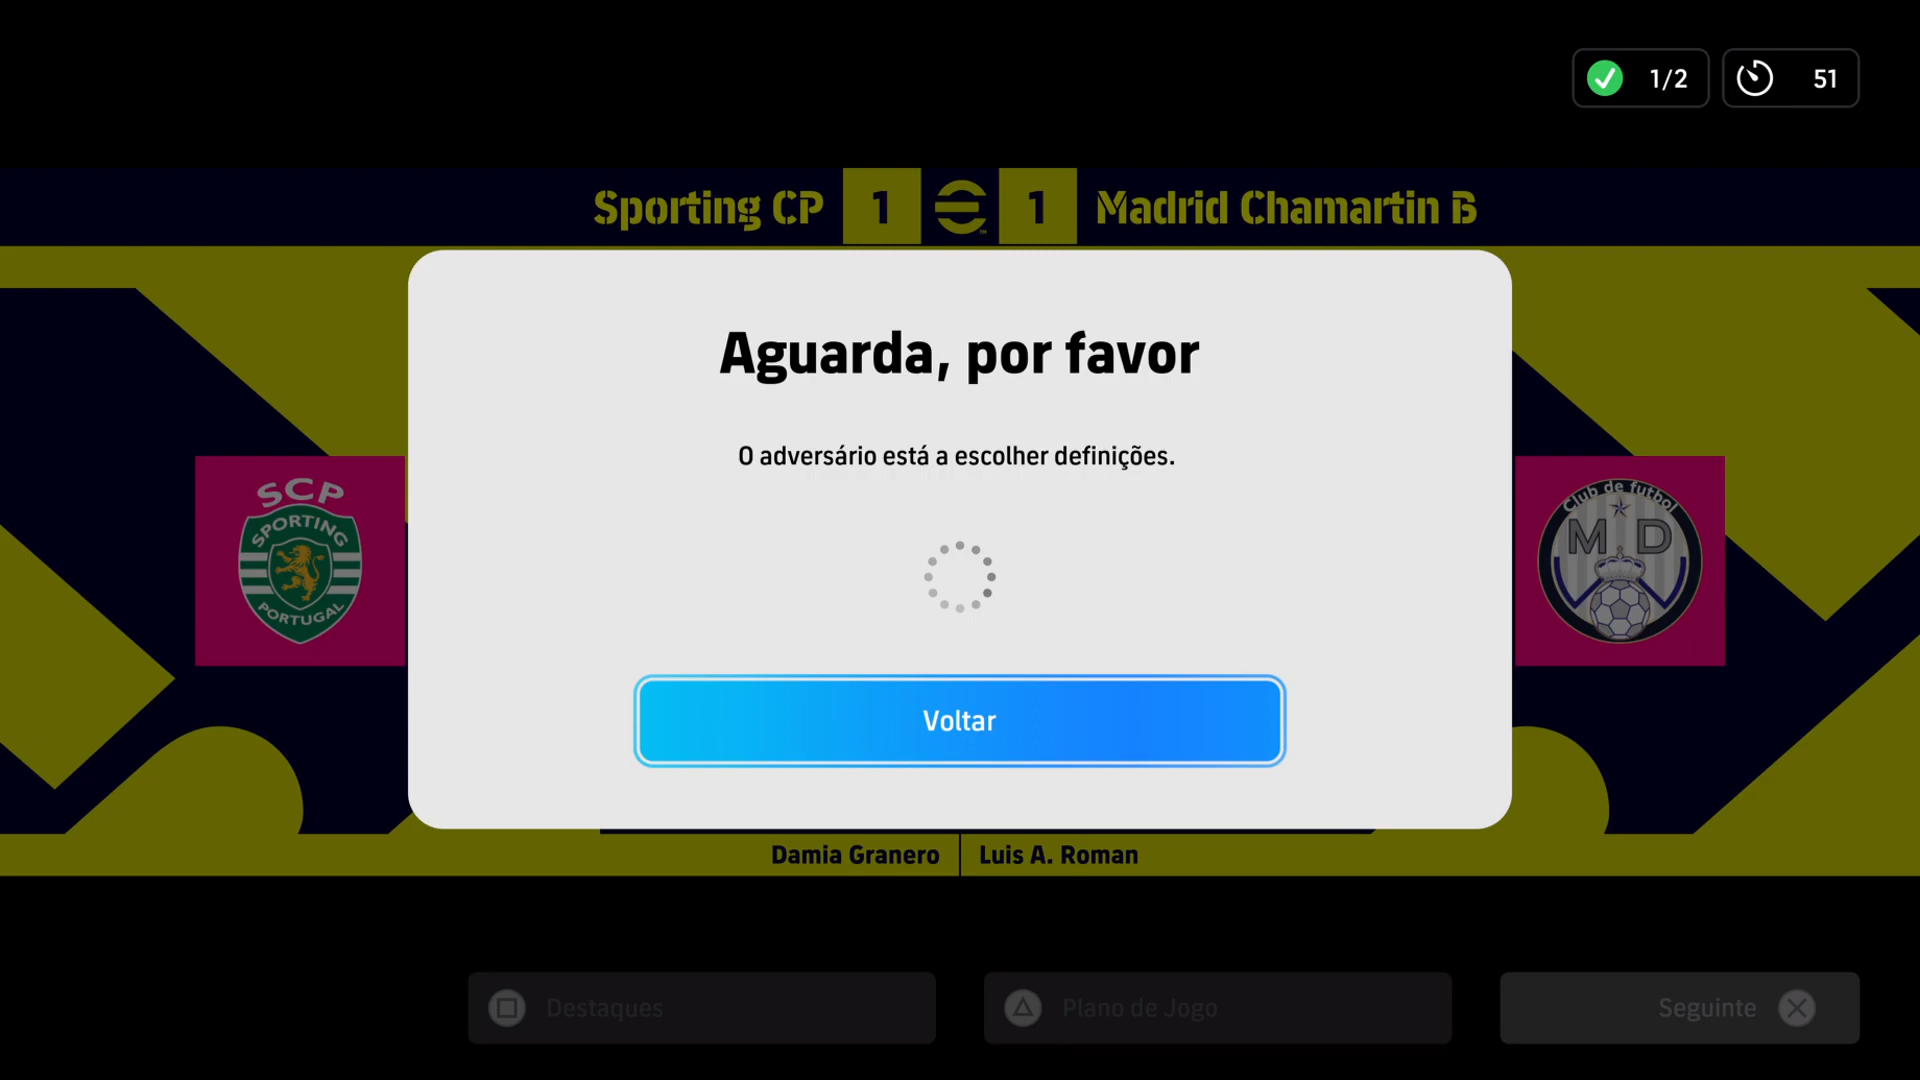 1/2
51
Sporting CP 1 1 Madrid Chamartin B
Aguarda, por favor
O adversário está a escolher definições.
SCP
SPORTING
PORTUGAL
Club de futbol
M D
Voltar
Damia Granero
Luis A. Roman
Destaques
Plano de Jogo
Seguinte